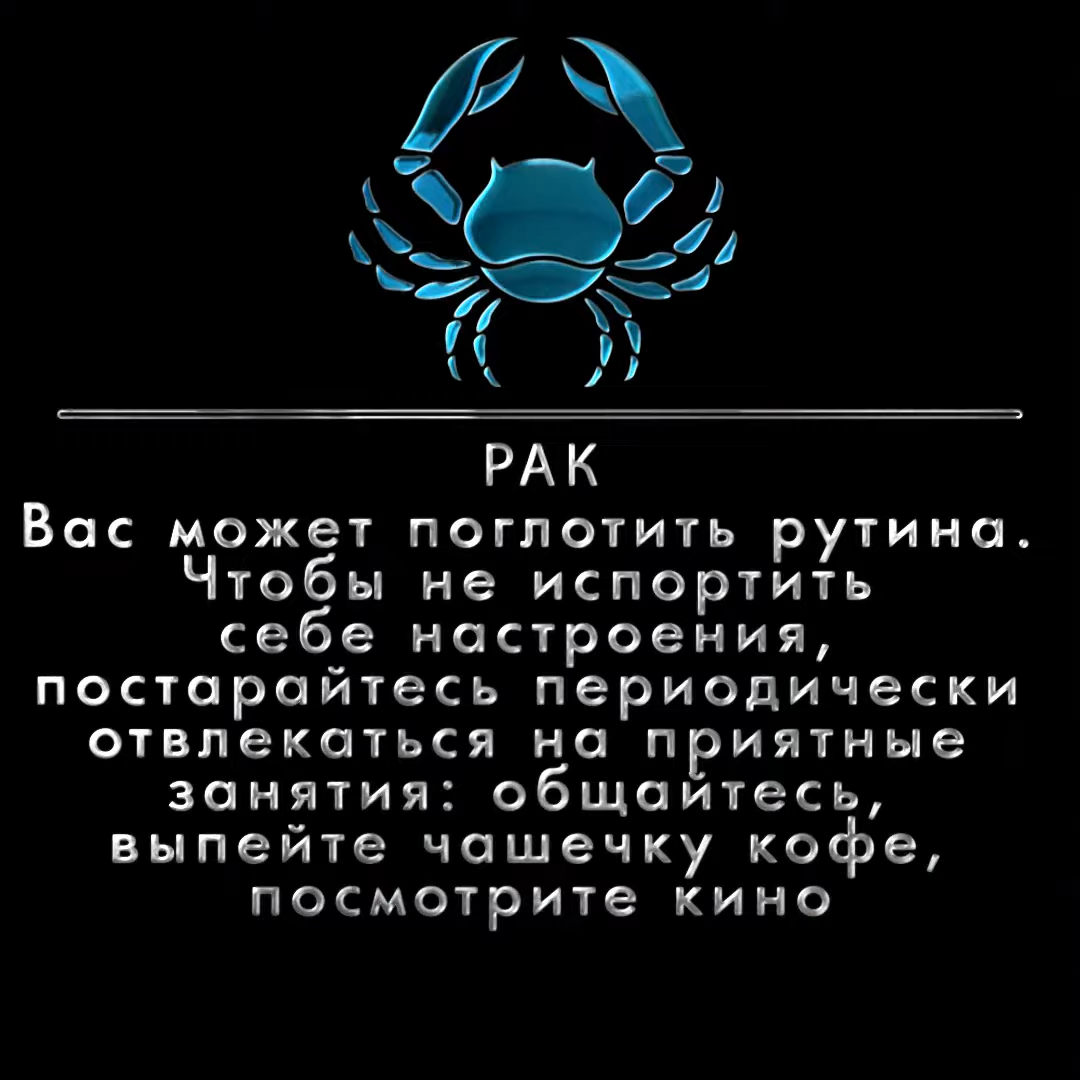 РАК
Вас может поглотить рутина.
Чтобы не испортить
себе настроения,
постарайтесь периодически
отвлекаться на приятные
занятия: общайтесь,
выпейте чашечку кофе,
посмотрите кино